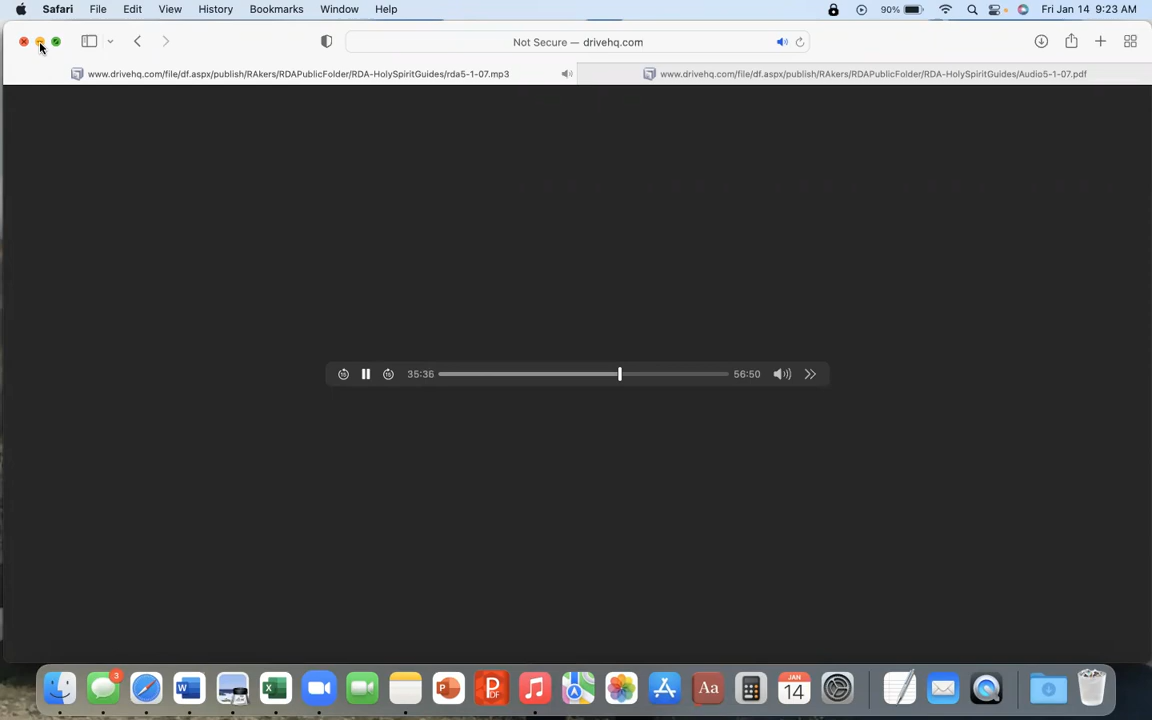 Safari File Edit View History Bookmarks Window Help 90% Fri Jan 14 9:23 AM
Not Secure — drivehq.com
www.drivehq.com/file/df.aspx/publish/RAkers/RDAPublicFolder/RDA-HolySpiritGuides/rda5-1-07.mp3 www.drivehq.com/file/df.aspx/publish/RAkers/RDAPublicFolder/RDA-HolySpiritGuides/Audio5-1-07.pdf
15 15 35:36 56:50
3
W X P PDF Aa JAN
14